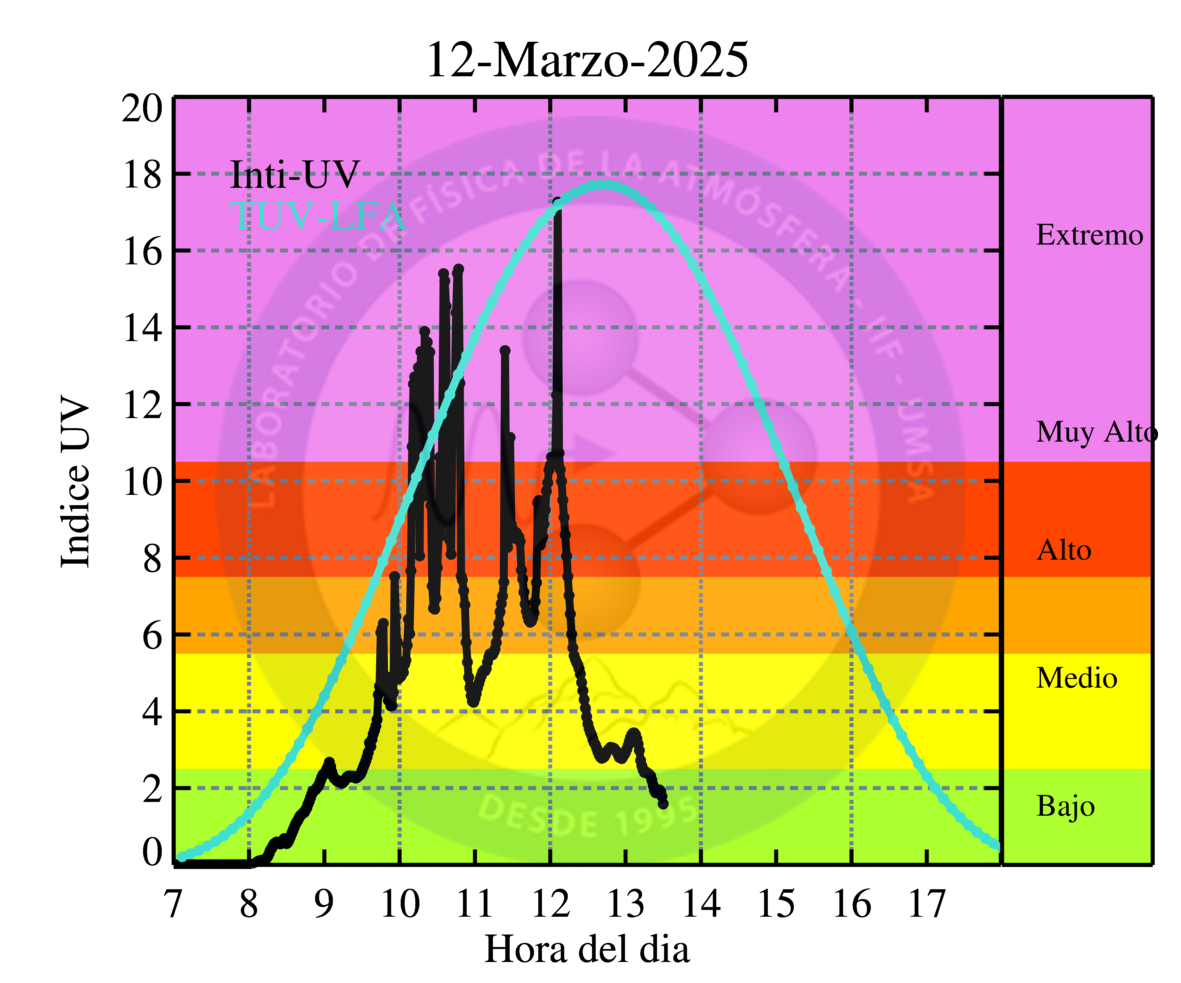 12-Marzo-2025
Inti-UV
TUV-LFA
Indice UV
20
18
16
14
12
10
8
6
4
2
0
7 8 9 10 11 12 13 14 15 16 17
Hora del dia
Extremo
Muy Alto
Alto
Medio
Bajo
LABORATORIO DE FÍSICA DE LA ATMÓSFERA - IIF - UMSA
DESDE 1995